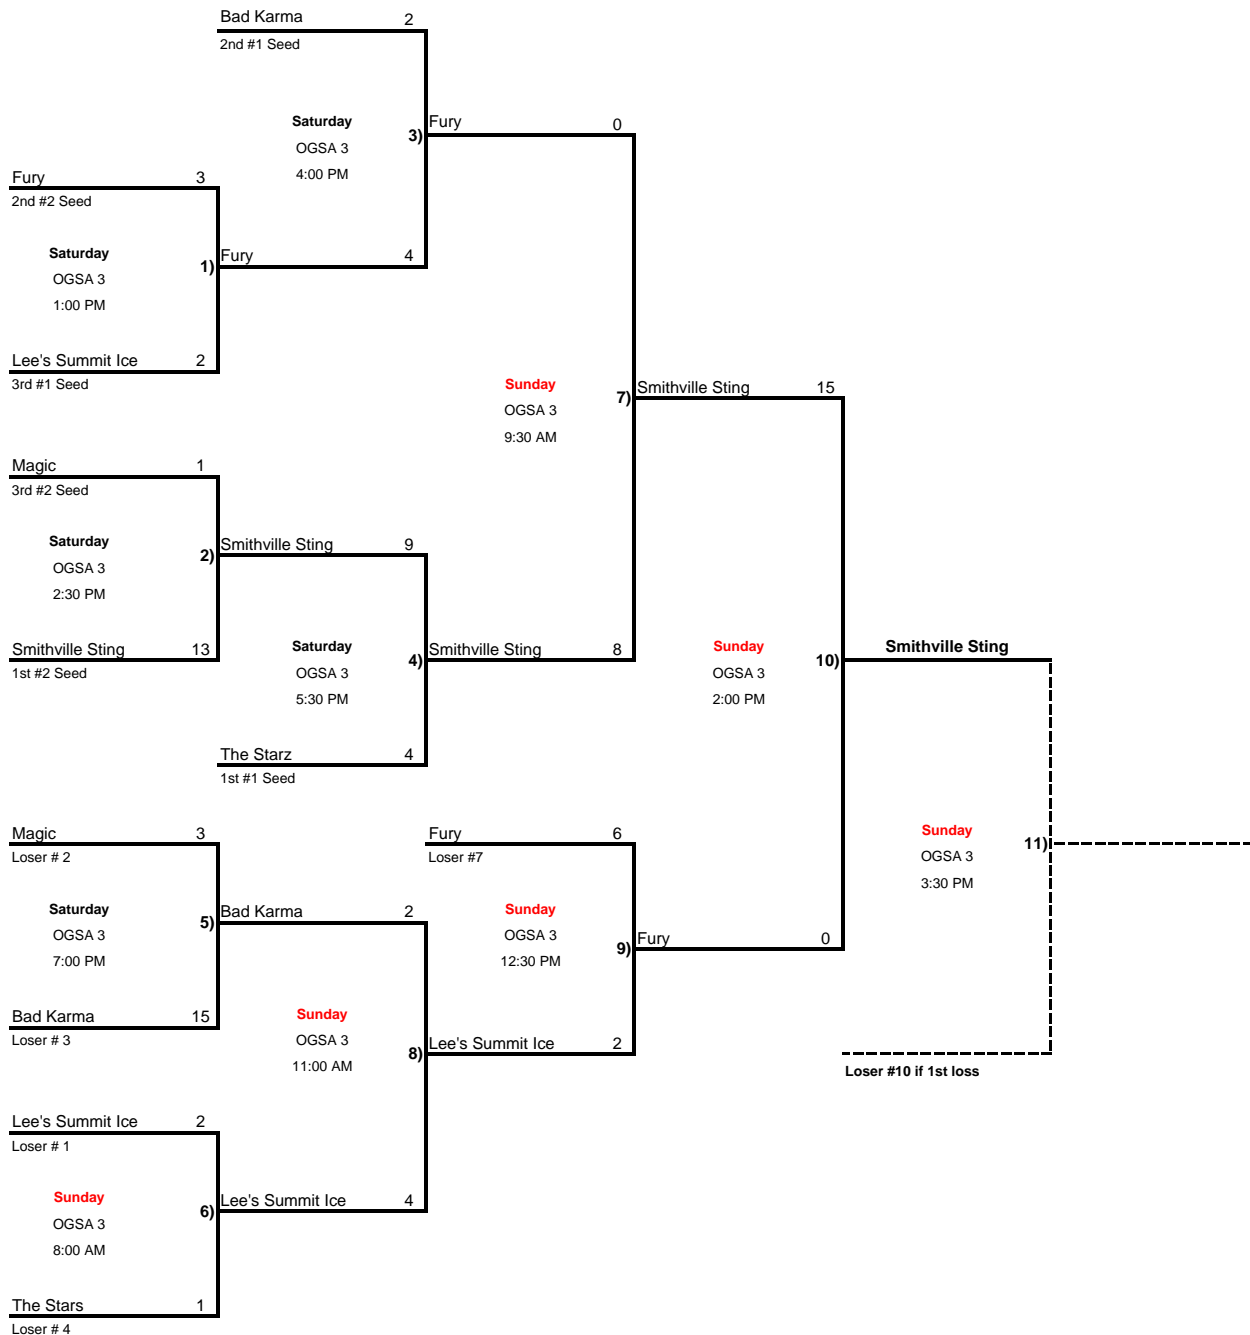 Bad Karma 2
2nd #1 Seed
Saturday
OGSA 3
4:00 PM
3) Fury 0
Fury 3
2nd #2 Seed
Saturday
OGSA 3
1:00 PM
1) Fury 4
Lee's Summit Ice 2
3rd #1 Seed
Sunday
OGSA 3
9:30 AM
7) Smithville Sting 15
Magic 1
3rd #2 Seed
Saturday
OGSA 3
2:30 PM
2) Smithville Sting 9
Smithville Sting 13
1st #2 Seed
Saturday
OGSA 3
5:30 PM
4) Smithville Sting 8
Sunday
OGSA 3
2:00 PM
10) Smithville Sting
The Starz 4
1st #1 Seed
Magic 3
Loser # 2
Saturday
OGSA 3
7:00 PM
5) Bad Karma 2
Bad Karma 15
Loser # 3
Fury 6
Loser #7
Sunday
OGSA 3
12:30 PM
9) Fury 0
Sunday
OGSA 3
3:30 PM
11)
Sunday
OGSA 3
11:00 AM
8) Lee's Summit Ice 2
Loser #10 if 1st loss
Lee's Summit Ice 2
Loser # 1
Sunday
OGSA 3
8:00 AM
6) Lee's Summit Ice 4
The Stars 1
Loser # 4